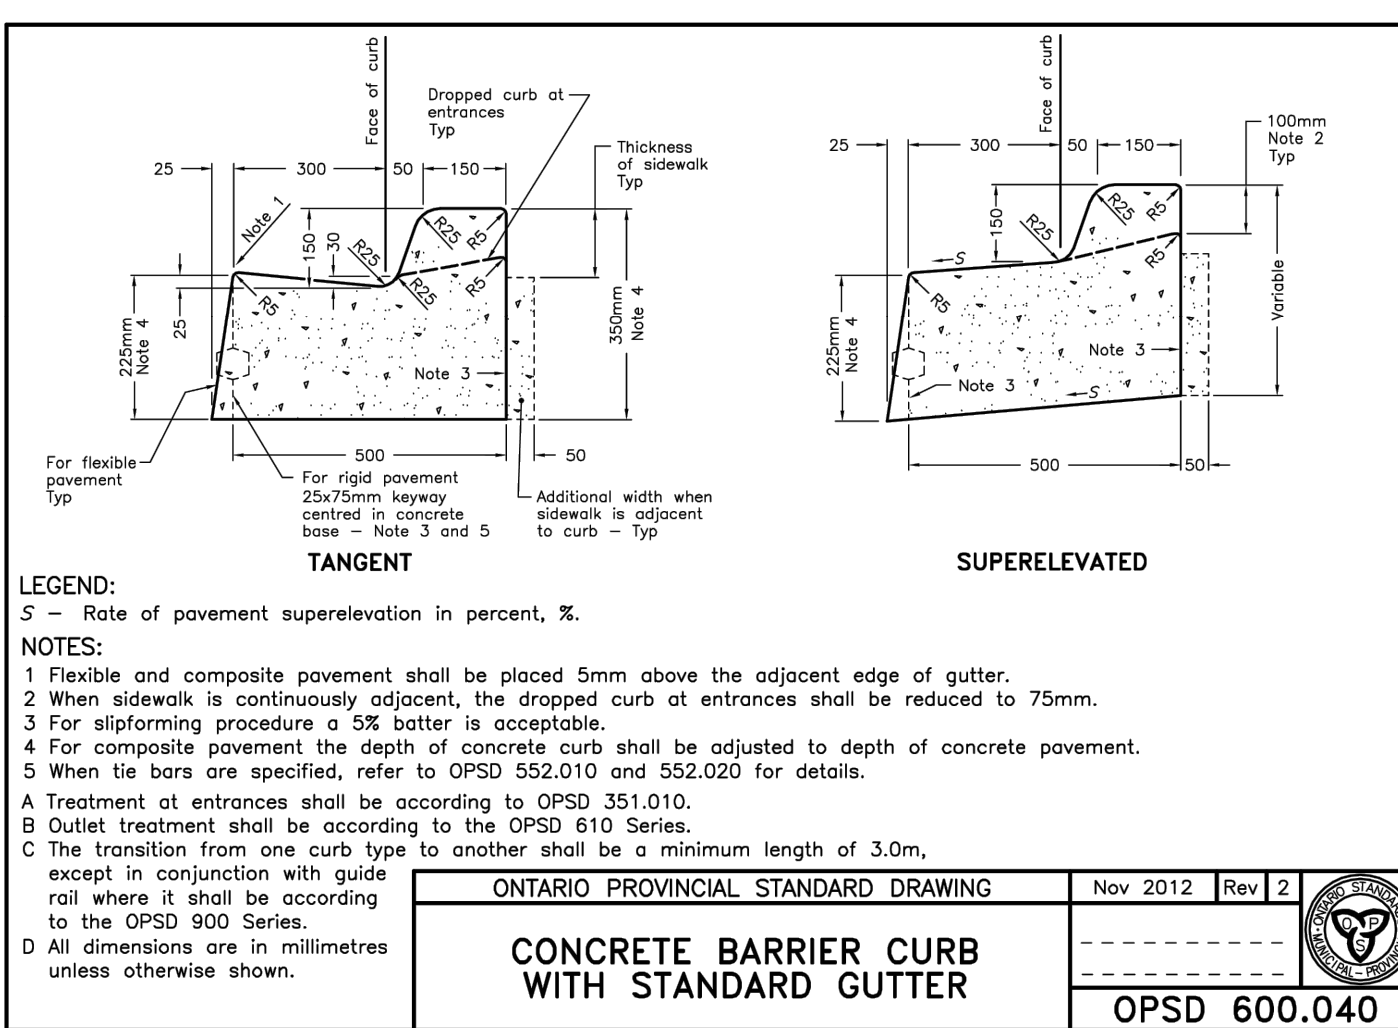 Face of curb
Dropped curb at
entrances
Typ
Thickness
of sidewalk
Typ
25
300
50
150
Note 1
150
30
R25
R25
R5
R5
R25
R5
225mm
Note 4
25
350mm
Note 4
Note 3
500
50
For flexible
pavement
Typ
For rigid pavement
25x75mm keyway
centred in concrete
base – Note 3 and 5
Additional width when
sidewalk is adjacent
to curb – Typ
TANGENT
Face of curb
25
300
50
150
100mm
Note 2
Typ
150
R25
R25
R5
R5
R5
S
225mm
Note 4
Variable
Note 3
Note 3
S
500
50
SUPERELEVATED
LEGEND:
S – Rate of pavement superelevation in percent, %.
NOTES:
1 Flexible and composite pavement shall be placed 5mm above the adjacent edge of gutter.
2 When sidewalk is continuously adjacent, the dropped curb at entrances shall be reduced to 75mm.
3 For slipforming procedure a 5% batter is acceptable.
4 For composite pavement the depth of concrete curb shall be adjusted to depth of concrete pavement.
5 When tie bars are specified, refer to OPSD 552.010 and 552.020 for details.
A Treatment at entrances shall be according to OPSD 351.010.
B Outlet treatment shall be according to the OPSD 610 Series.
C The transition from one curb type to another shall be a minimum length of 3.0m,
except in conjunction with guide
rail where it shall be according
to the OPSD 900 Series.
D All dimensions are in millimetres
unless otherwise shown.
ONTARIO PROVINCIAL STANDARD DRAWING
Nov 2012
Rev
2
CONCRETE BARRIER CURB
WITH STANDARD GUTTER
OPSD 600.040
O P
S
MUNICIPAL –